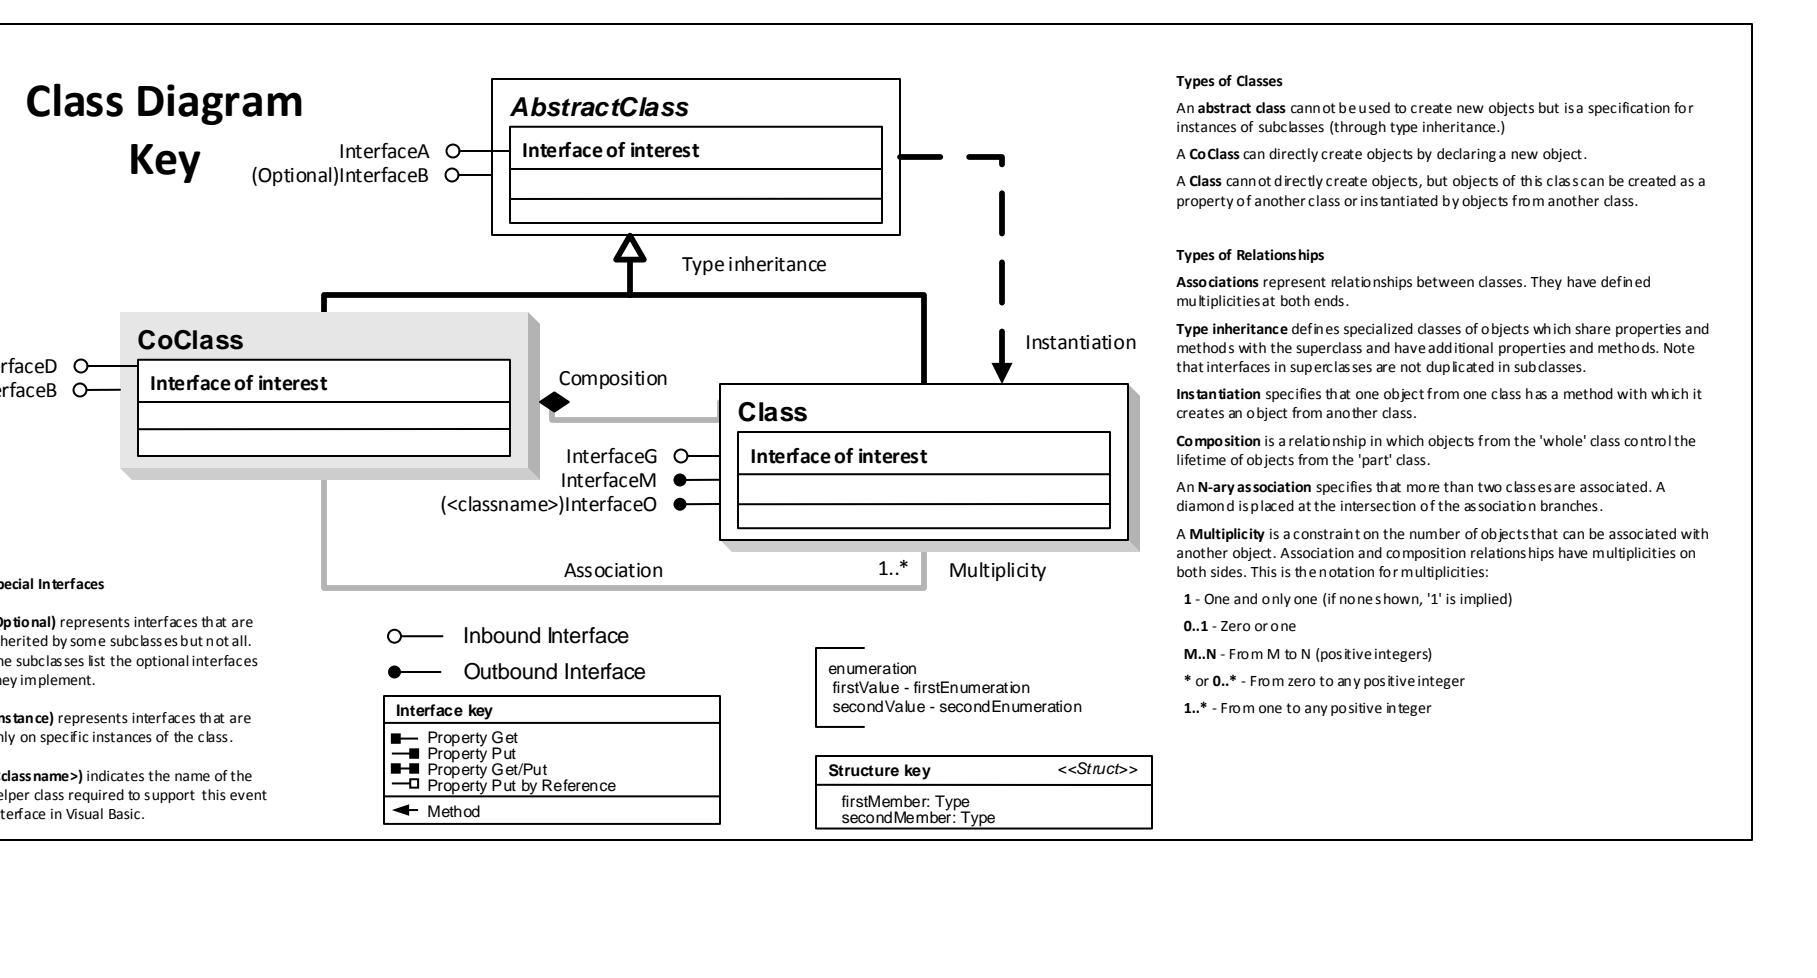 Class Diagram
Key
AbstractClass
Interface of interest
InterfaceA
(Optional)InterfaceB
Type inheritance
Instantiation
CoClass
Interface of interest
rfaceD
erfaceB
Composition
Class
Interface of interest
InterfaceG
InterfaceM
(<classname>)InterfaceO
Association
1..*
Multiplicity
pecial Interfaces
Optional) represents interfaces that are
herited by some subclasses but not all.
he subclasses list the optional interfaces
hey implement.
nstance) represents interfaces that are
nly on specific instances of the class.
classname>) indicates the name of the
elper class required to support this event
terface in Visual Basic.
Inbound Interface
Outbound Interface
Interface key
Property Get
Property Put
Property Get/Put
Property Put by Reference
Method
enumeration
firstValue - firstEnumeration
secondValue - secondEnumeration
Structure key <<Struct>>
firstMember: Type
secondMember: Type
Types of Classes
An abstract class cannot be used to create new objects but is a specification for
instances of subclasses (through type inheritance.)
A CoClass can directly create objects by declaring a new object.
A Class cannot directly create objects, but objects of this class can be created as a
property of another class or instantiated by objects from another class.
Types of Relationships
Associations represent relationships between classes. They have defined
multiplicities at both ends.
Type inheritance defines specialized classes of objects which share properties and
methods with the superclass and have additional properties and methods. Note
that interfaces in superclasses are not duplicated in subclasses.
Instantiation specifies that one object from one class has a method with which it
creates an object from another class.
Composition is a relationship in which objects from the 'whole' class control the
lifetime of objects from the 'part' class.
An N-ary association specifies that more than two classes are associated. A
diamond is placed at the intersection of the association branches.
A Multiplicity is a constraint on the number of objects that can be associated with
another object. Association and composition relationships have multiplicities on
both sides. This is the notation for multiplicities:
1 - One and only one (if none shown, '1' is implied)
0..1 - Zero or one
M..N - From M to N (positive integers)
* or 0..* - From zero to any positive integer
1..* - From one to any positive integer